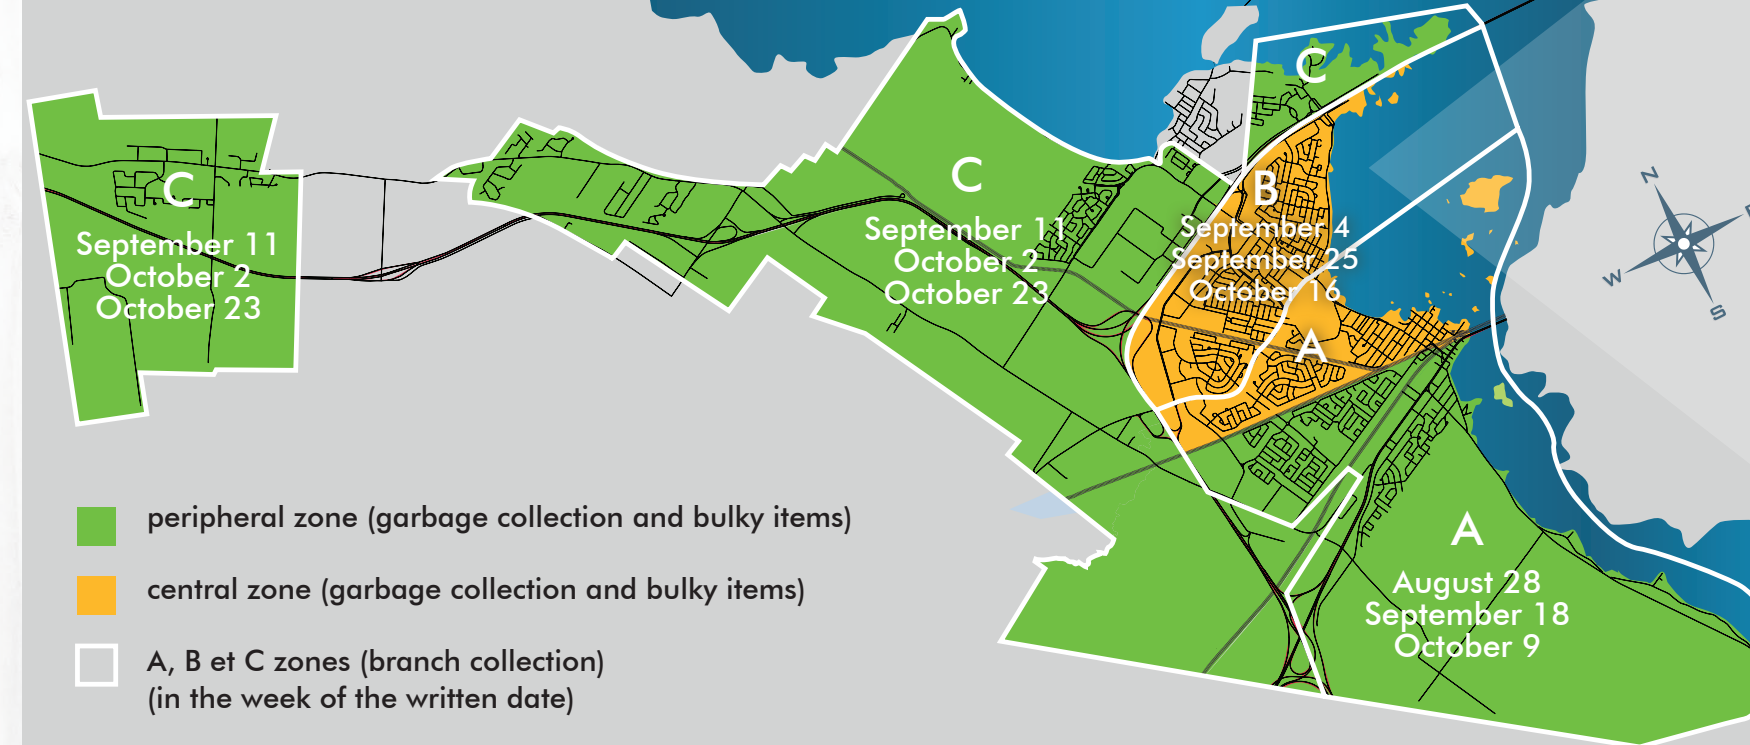 C
September 11
October 2
October 23
C
September 11
October 2
October 23
C
B
September 4
September 25
October 16
A
A
August 28
September 18
October 9
N
W
S
peripheral zone (garbage collection and bulky items)
central zone (garbage collection and bulky items)
A, B et C zones (branch collection)
(in the week of the written date)